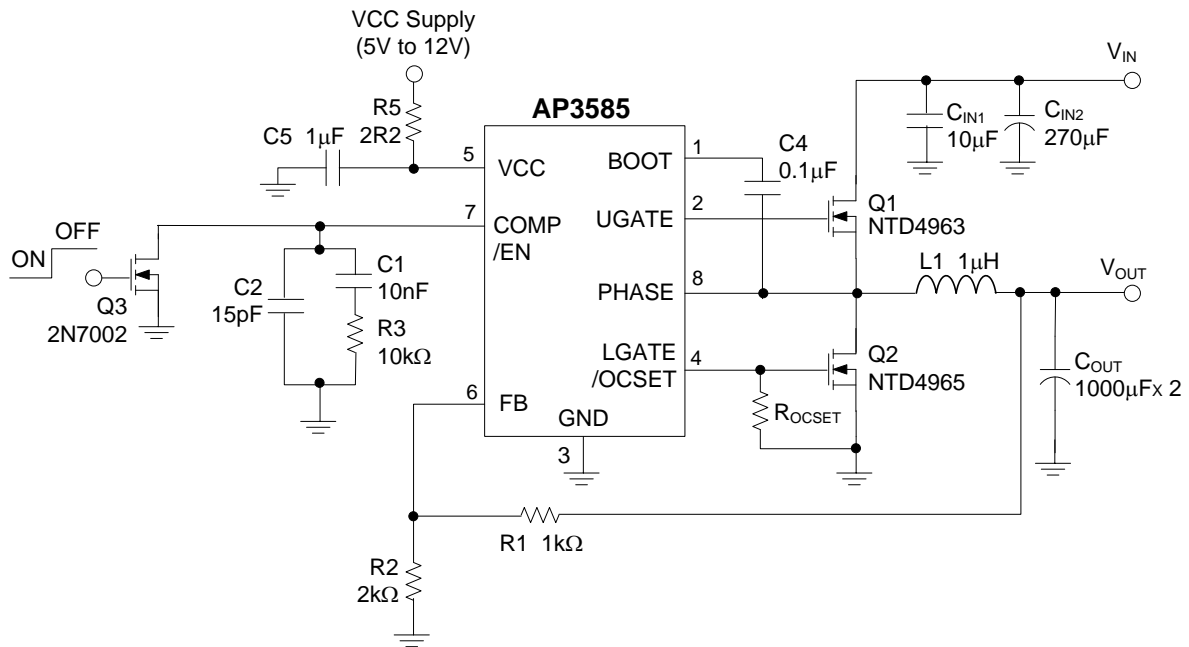 VCC Supply
(5V to 12V)
V_IN
R5
2R2
AP3585
C_IN1
10μF
C_IN2
270μF
C5 1μF
5
VCC
BOOT
1
C4
0.1μF
7
COMP
/EN
UGATE
2
Q1
NTD4963
OFF
ON
Q3
2N7002
C2
15pF
C1
10nF
R3
10kΩ
PHASE
8
L1 1μH
V_OUT
LGATE
/OCSET
4
Q2
NTD4965
R_OCSET
C_OUT
1000μFx 2
6
FB
GND
3
R1 1kΩ
R2
2kΩ